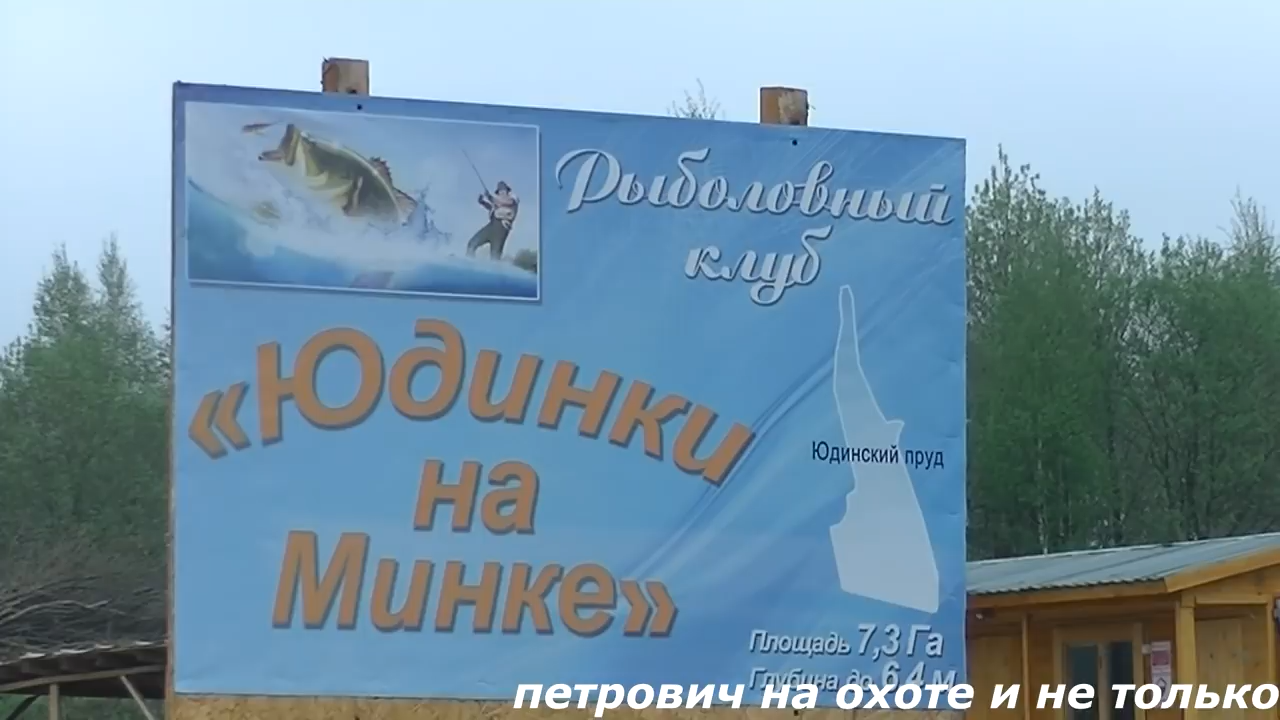 Рыболовный
клуб
«Юдинки
на
Минке»
Юдинский пруд
Площадь 7,3 Га
Глубина до 6,4 м
петрович на охоте и не только